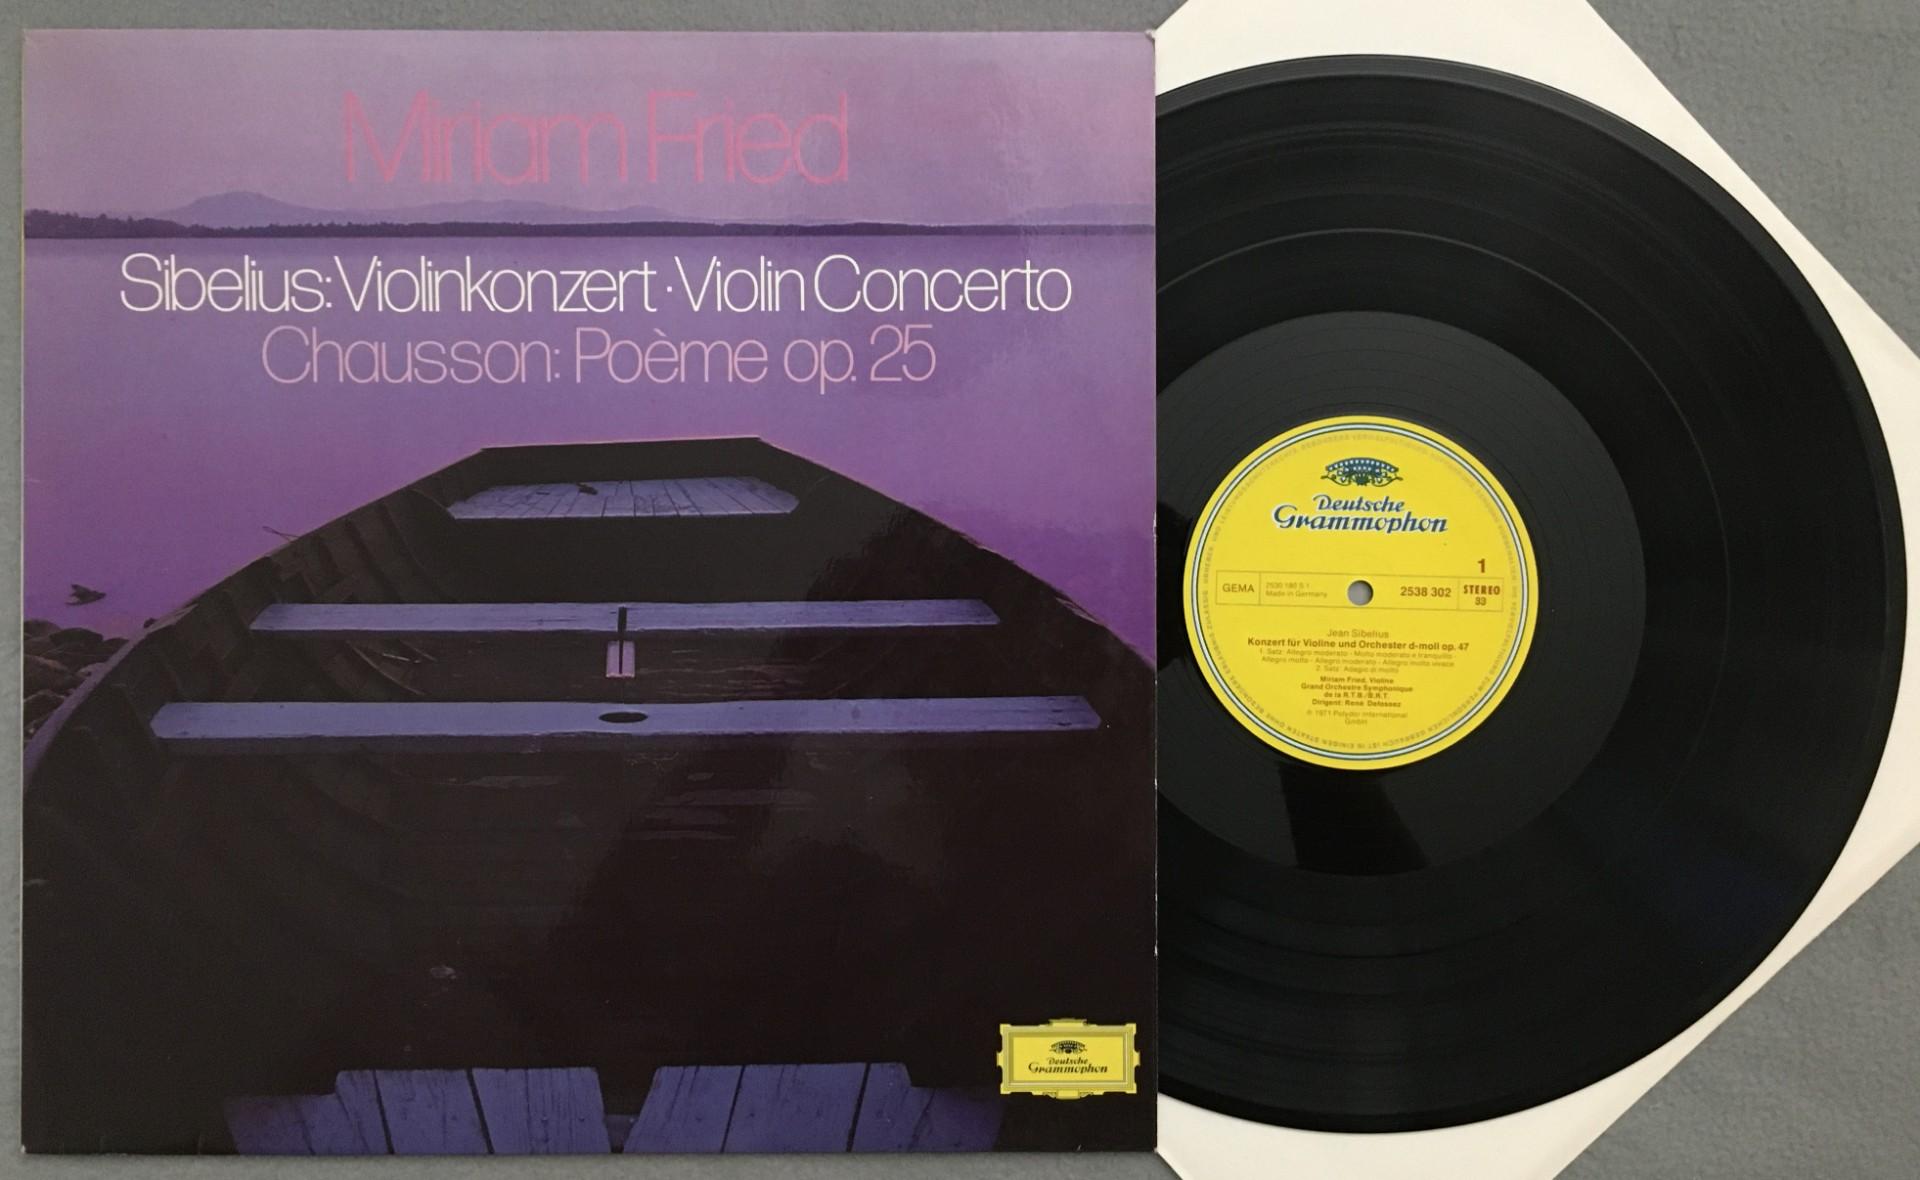 Miriam Fried
Sibelius: Violinkonzert · Violin Concerto
Chausson: Poème op. 25
Deutsche
Grammophon
Deutsche
Grammophon
1
GEMA
2530 180 S 1
Made in Germany
2538 302
STEREO
33
Jean Sibelius
Konzert für Violine und Orchester d-moll op. 47
1. Satz: Allegro moderato - Molto moderato e tranquillo
Allegro molto - Allegro moderato - Allegro molto vivace
2. Satz: Adagio di molto
Miriam Fried, Violine
Grand Orchestre Symphonique
de la R.T.B./B.R.T.
Dirigent: René Defossez
℗ 1971 Polydor International
GmbH